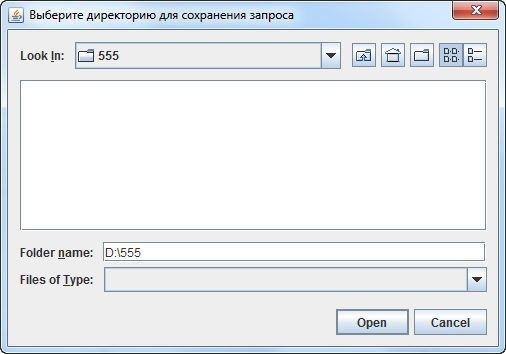 Выберите директорию для сохранения запроса
Look In: 555
Folder name: D:\555
Files of Type:
Open Cancel